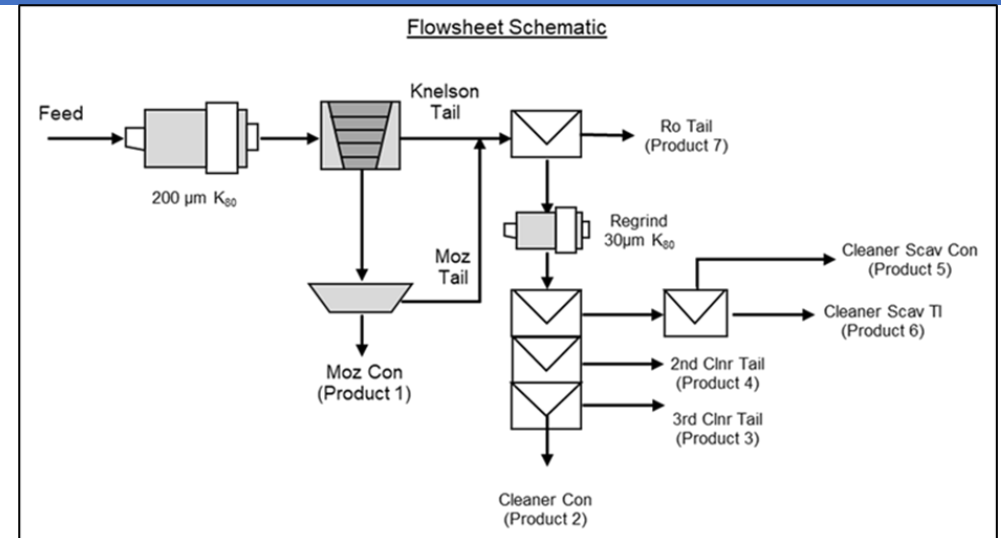 Flowsheet Schematic
Feed
200 µm K80
Knelson
Tail
Ro Tail
(Product 7)
Regrind
30µm K80
Moz
Tail
Moz Con
(Product 1)
Cleaner Scav Con
(Product 5)
Cleaner Scav Tl
(Product 6)
2nd Clnr Tail
(Product 4)
3rd Clnr Tail
(Product 3)
Cleaner Con
(Product 2)